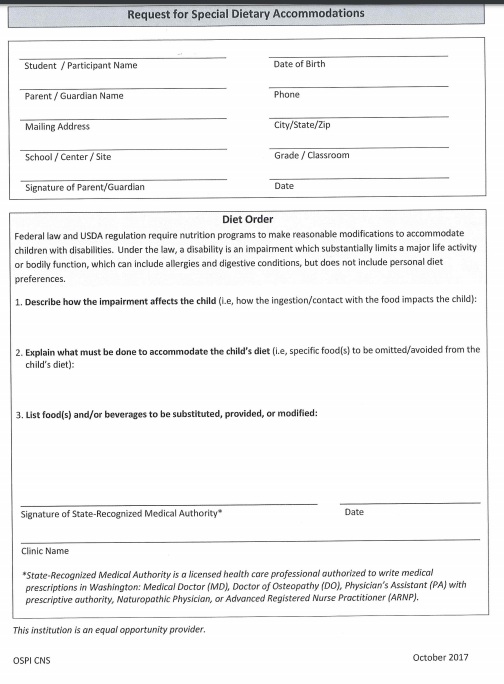 Request for Special Dietary Accommodations
Student / Participant Name
Date of Birth
Parent / Guardian Name
Phone
Mailing Address
City/State/Zip
School / Center / Site
Grade / Classroom
Signature of Parent/Guardian
Date
Diet Order
Federal law and USDA regulation require nutrition programs to make reasonable modifications to accommodate
children with disabilities. Under the law, a disability is an impairment which substantially limits a major life activity
or bodily function, which can include allergies and digestive conditions, but does not include personal diet
preferences.
1. Describe how the impairment affects the child (i.e, how the ingestion/contact with the food impacts the child):
2. Explain what must be done to accommodate the child's diet (i.e, specific food(s) to be omitted/avoided from the
child's diet):
3. List food(s) and/or beverages to be substituted, provided, or modified:
Signature of State-Recognized Medical Authority*
Date
Clinic Name
*State-Recognized Medical Authority is a licensed health care professional authorized to write medical
prescriptions in Washington: Medical Doctor (MD), Doctor of Osteopathy (DO), Physician's Assistant (PA) with
prescriptive authority, Naturopathic Physician, or Advanced Registered Nurse Practitioner (ARNP).
This institution is an equal opportunity provider.
OSPI CNS
October 2017